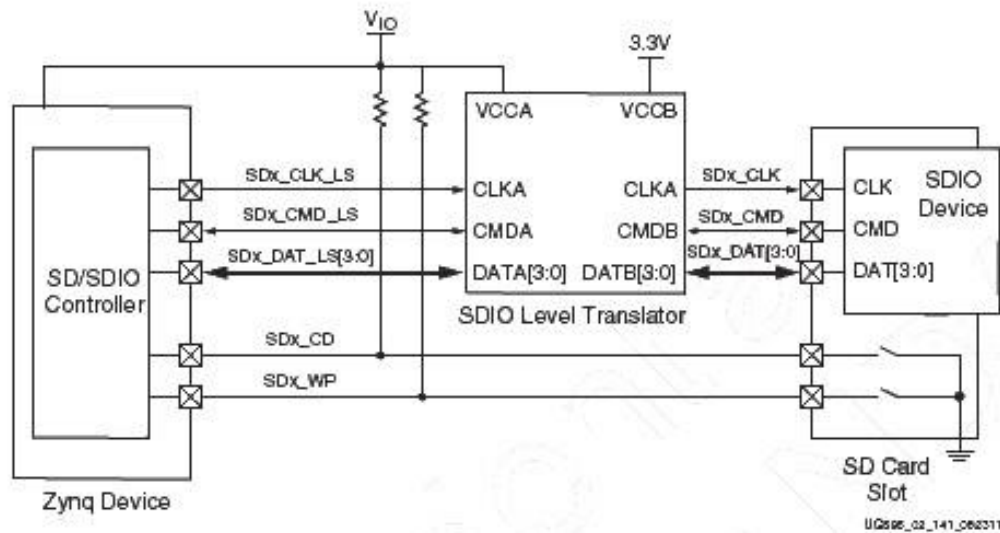 VIO
3.3V
VCCA
VCCB
SDx_CLK_LS
CLKA
CLKA
SDx_CLK
CLK
SDIO
Device
SDx_CMD_LS
CMDA
CMDB
SDx_CMD
CMD
SDx_DAT_LS[3:0]
DATA[3:0]
DATB[3:0]
SDx_DAT[3:0]
DAT[3:0]
SD/SDIO
Controller
SDIO Level Translator
SDx_CD
SDx_WP
Zynq Device
SD Card
Slot